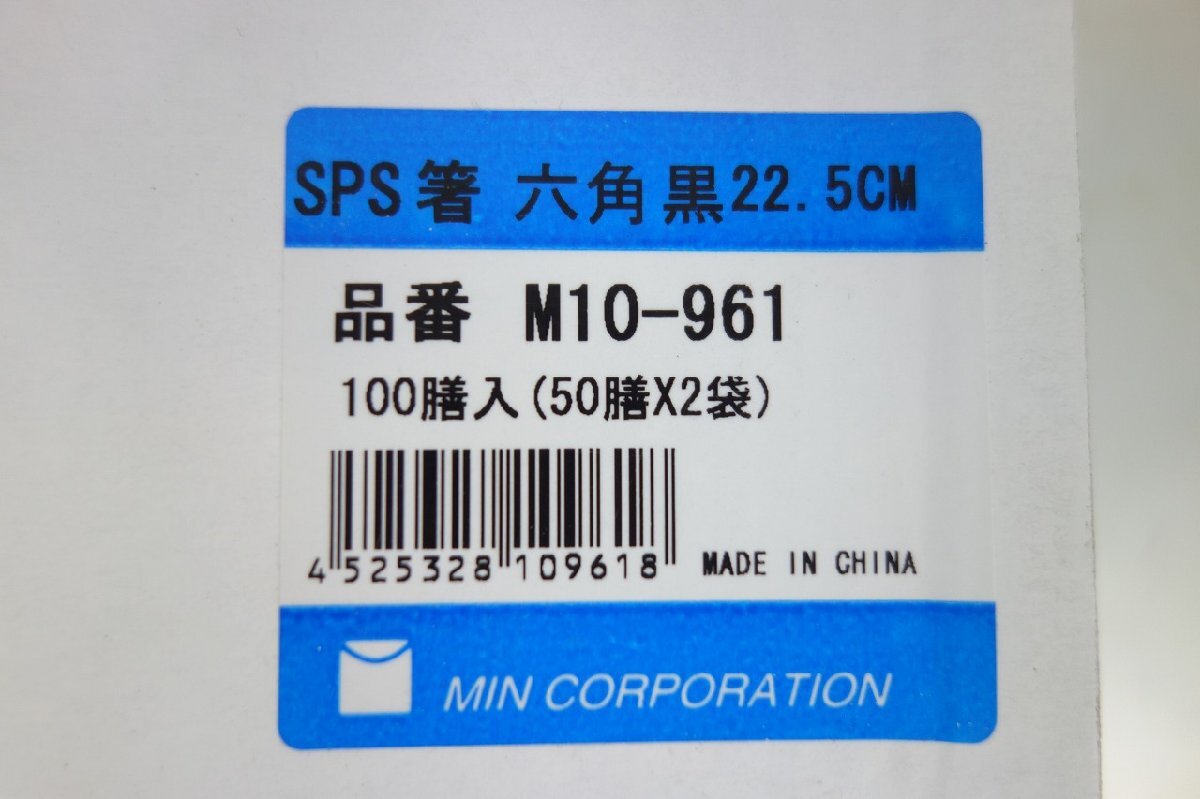 SPS箸 六角黒22.5CM
品番 M10-961
100膳入(50膳X2袋)
4 525328 109618
MADE IN CHINA
MIN CORPORATION